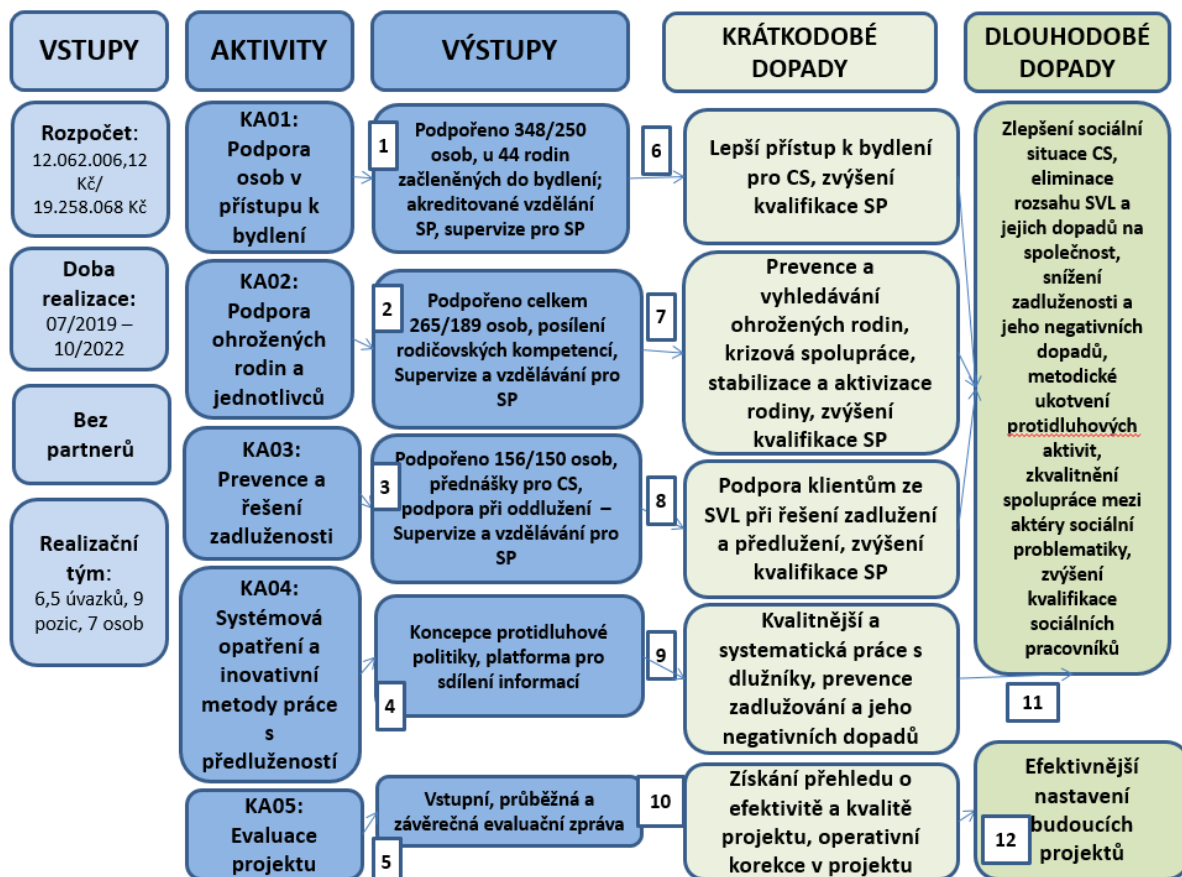 VSTUPY
AKTIVITY
VÝSTUPY
KRÁTKODOBÉ
DOPADY
DLOUHODOBÉ
DOPADY
Rozpočet:
12.062.006,12
Kč/
19.258.068 Kč
Doba
realizace:
07/2019 –
10/2022
Bez
partnerů
Realizační
tým:
6,5 úvazků, 9
pozic, 7 osob
KA01:
Podpora
osob v
přístupu k
bydlení
KA02:
Podpora
ohrožených
rodin a
jednotlivců
KA03:
Prevence a
řešení
zadluženosti
KA04:
Systémová
opatření a
inovativní
metody práce
s
předlužeností
KA05:
Evaluace
projektu
1
Podpořeno 348/250
osob, u 44 rodin
začleněných do bydlení;
akreditované vzdělání
SP, supervize pro SP
2
Podpořeno celkem
265/189 osob, posílení
rodičovských kompetencí,
Supervize a vzdělávání pro
SP
3
Podpořeno 156/150 osob,
přednášky pro CS,
podpora při oddlužení –
Supervize a vzdělávání pro
SP
4
Koncepce protidluhové
politiky, platforma pro
sdílení informací
5
Vstupní, průběžná a
závěrečná evaluační zpráva
6
Lepší přístup k bydlení
pro CS, zvýšení
kvalifikace SP
7
Prevence a
vyhledávání
ohrožených rodin,
krizová spolupráce,
stabilizace a aktivizace
rodiny, zvýšení
kvalifikace SP
8
Podpora klientům ze
SVL při řešení zadlužení
a předlužení, zvýšení
kvalifikace SP
9
Kvalitnější a
systematická práce s
dlužníky, prevence
zadlužování a jeho
negativních dopadů
10
Získání přehledu o
efektivitě a kvalitě
projektu, operativní
korekce v projektu
Zlepšení sociální
situace CS,
eliminace
rozsahu SVL a
jejich dopadů na
společnost,
snížení
zadluženosti a
jeho negativních
dopadů,
metodické
ukotvení
protidluhových
aktivit,
zkvalitnění
spolupráce mezi
aktéry sociální
problematiky,
zvýšení
kvalifikace
sociálních
pracovníků
11
Efektivnější
nastavení
budoucích
projektů
12